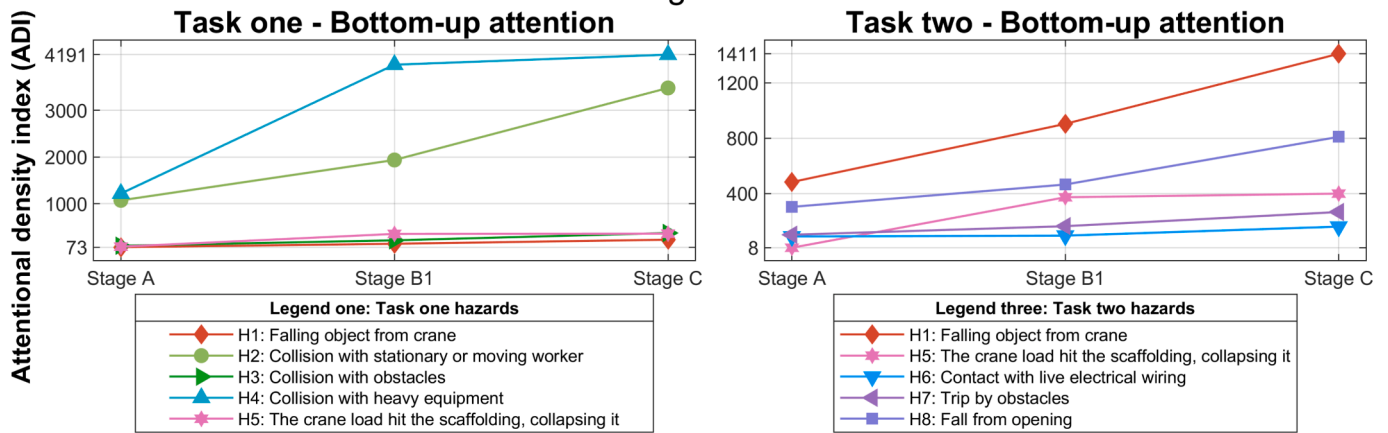 Task one - Bottom-up attention
Attentional density index (ADI)
4191
3000
2000
1000
73
Stage A
Stage B1
Stage C
Legend one: Task one hazards
H1: Falling object from crane
H2: Collision with stationary or moving worker
H3: Collision with obstacles
H4: Collision with heavy equipment
H5: The crane load hit the scaffolding, collapsing it
Task two - Bottom-up attention
1411
1200
800
400
8
Stage A
Stage B1
Stage C
Legend three: Task two hazards
H1: Falling object from crane
H5: The crane load hit the scaffolding, collapsing it
H6: Contact with live electrical wiring
H7: Trip by obstacles
H8: Fall from opening